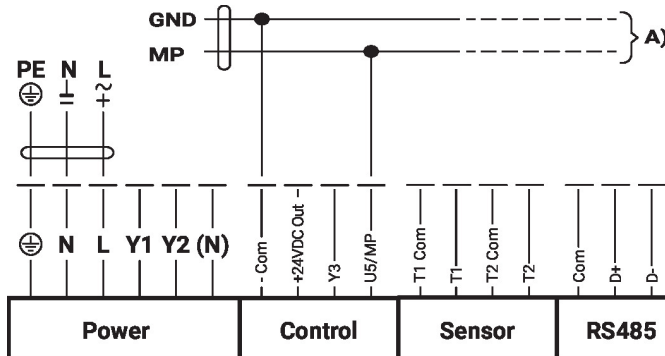 GND
MP
A)
PE N L
N L Y1 Y2 (N)
- Com
+24VDC Out -
Y3
U5/MP
T1 Com
T1
T2 Com
T2
Com
D+
D-
Power
Control
Sensor
RS485